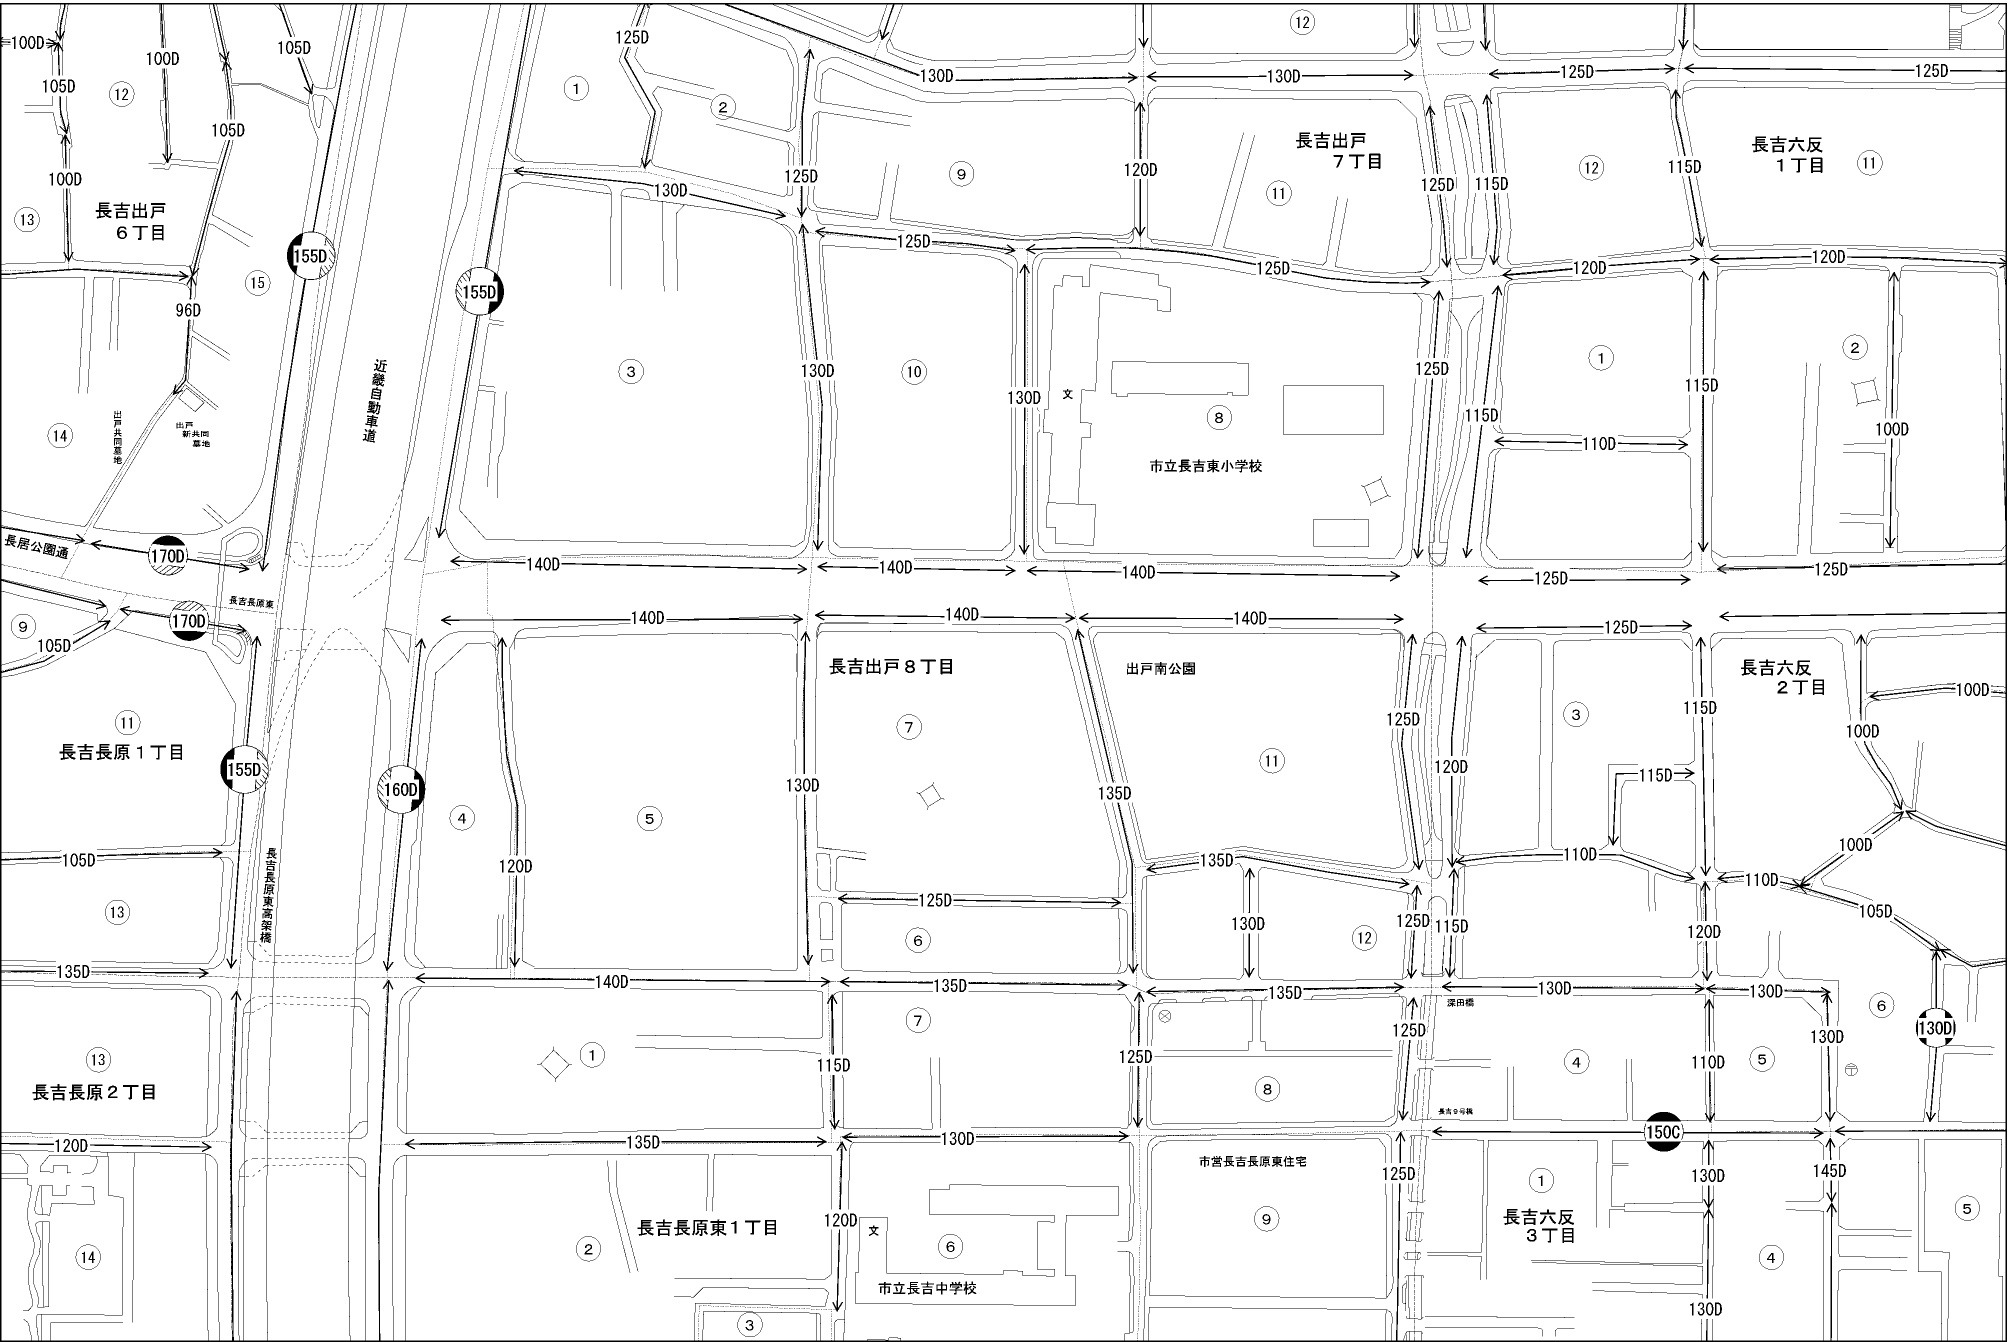 12
100D
105D
125D
130D
130D
125D
125D
100D
105D
12
105D
1
2
125D
120D
長吉出戸
7丁目
長吉六反
1丁目
11
105D
100D
13
長吉出戸
6丁目
130D
9
11
125D
115D
12
115D
155D
15
155D
125D
125D
120D
120D
96D
近畿自動車道
3
130D
10
130D
文
8
125D
1
115D
2
115D
110D
100D
14
出戸共同墓地
出戸
新共同
墓地
市立長吉東小学校
長居公園通
170D
140D
140D
140D
125D
125D
長吉長原東
170D
9
105D
140D
140D
140D
125D
長吉出戸8丁目
出戸南公園
長吉六反
2丁目
100D
11
長吉長原1丁目
7
125D
3
115D
100D
155D
160D
130D
135D
11
120D
115D
4
5
105D
長吉長原東高架橋
120D
135D
110D
110D
100D
13
125D
6
130D
12
125D
115D
120D
105D
135D
140D
135D
135D
130D
130D
深田橋
6
130D
7
13
長吉長原2丁目
1
115D
125D
8
125D
4
110D
5
130D
〒
長吉9号橋
120D
135D
130D
150C
市営長吉長原東住宅
125D
1
130D
145D
長吉長原東1丁目
120D
文
9
長吉六反
3丁目
5
14
2
6
4
市立長吉中学校
3
130D